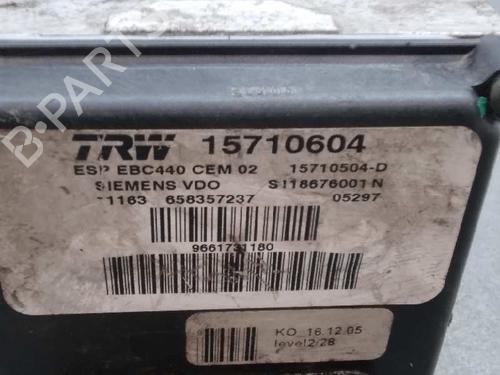 TRW 15710604
ESP EBC440 CEM 02 15710504-D
SIEMENS VDO S118676001 N
658357237 05297
9661731180
KO 16.12.05
level2/28
B-PARTS